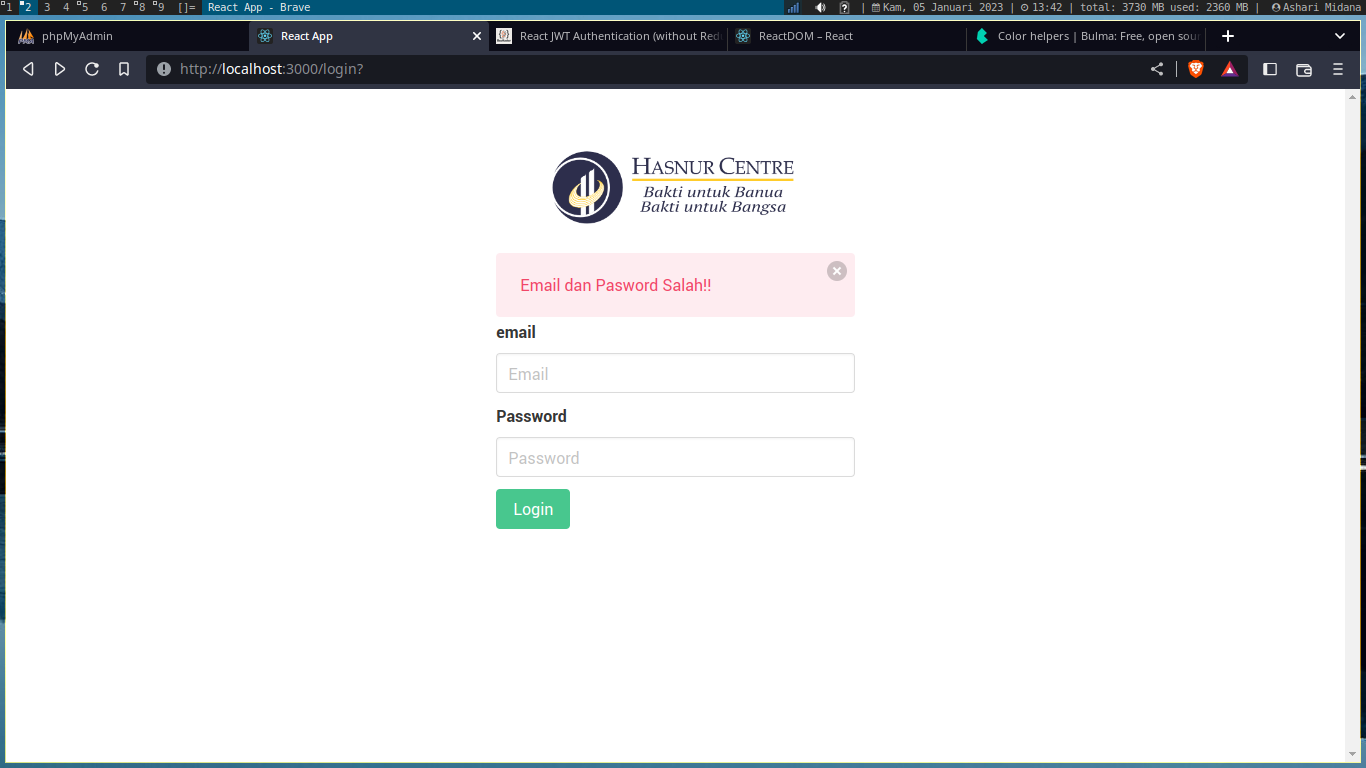 1 2 3 4 5 6 7 8 9 []= React App - Brave | Kam, 05 Januari 2023 | 13:42 | total: 3730 MB used: 2360 MB | Ashari Midana
phpMyAdmin React App React JWT Authentication (without Red ReactDOM – React Color helpers | Bulma: Free, open sour
http://localhost:3000/login?
HASNUR CENTRE
Bakti untuk Banua
Bakti untuk Bangsa
Email dan Pasword Salah!!
email
Email
Password
Password
Login